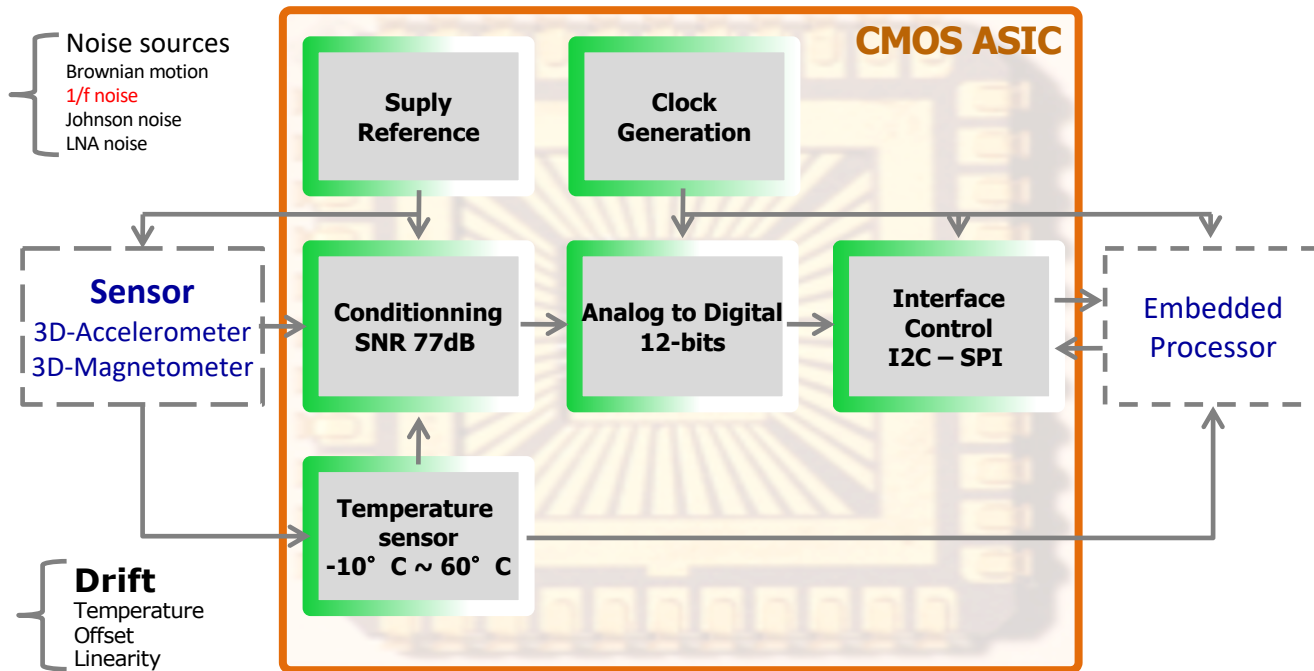 Noise sources
Brownian motion
1/f noise
Johnson noise
LNA noise
CMOS ASIC
Suply
Reference
Clock
Generation
Sensor
3D-Accelerometer
3D-Magnetometer
Conditionning
SNR 77dB
Analog to Digital
12-bits
Interface
Control
I2C – SPI
Embedded
Processor
Temperature
sensor
-10° C ~ 60° C
Drift
Temperature
Offset
Linearity